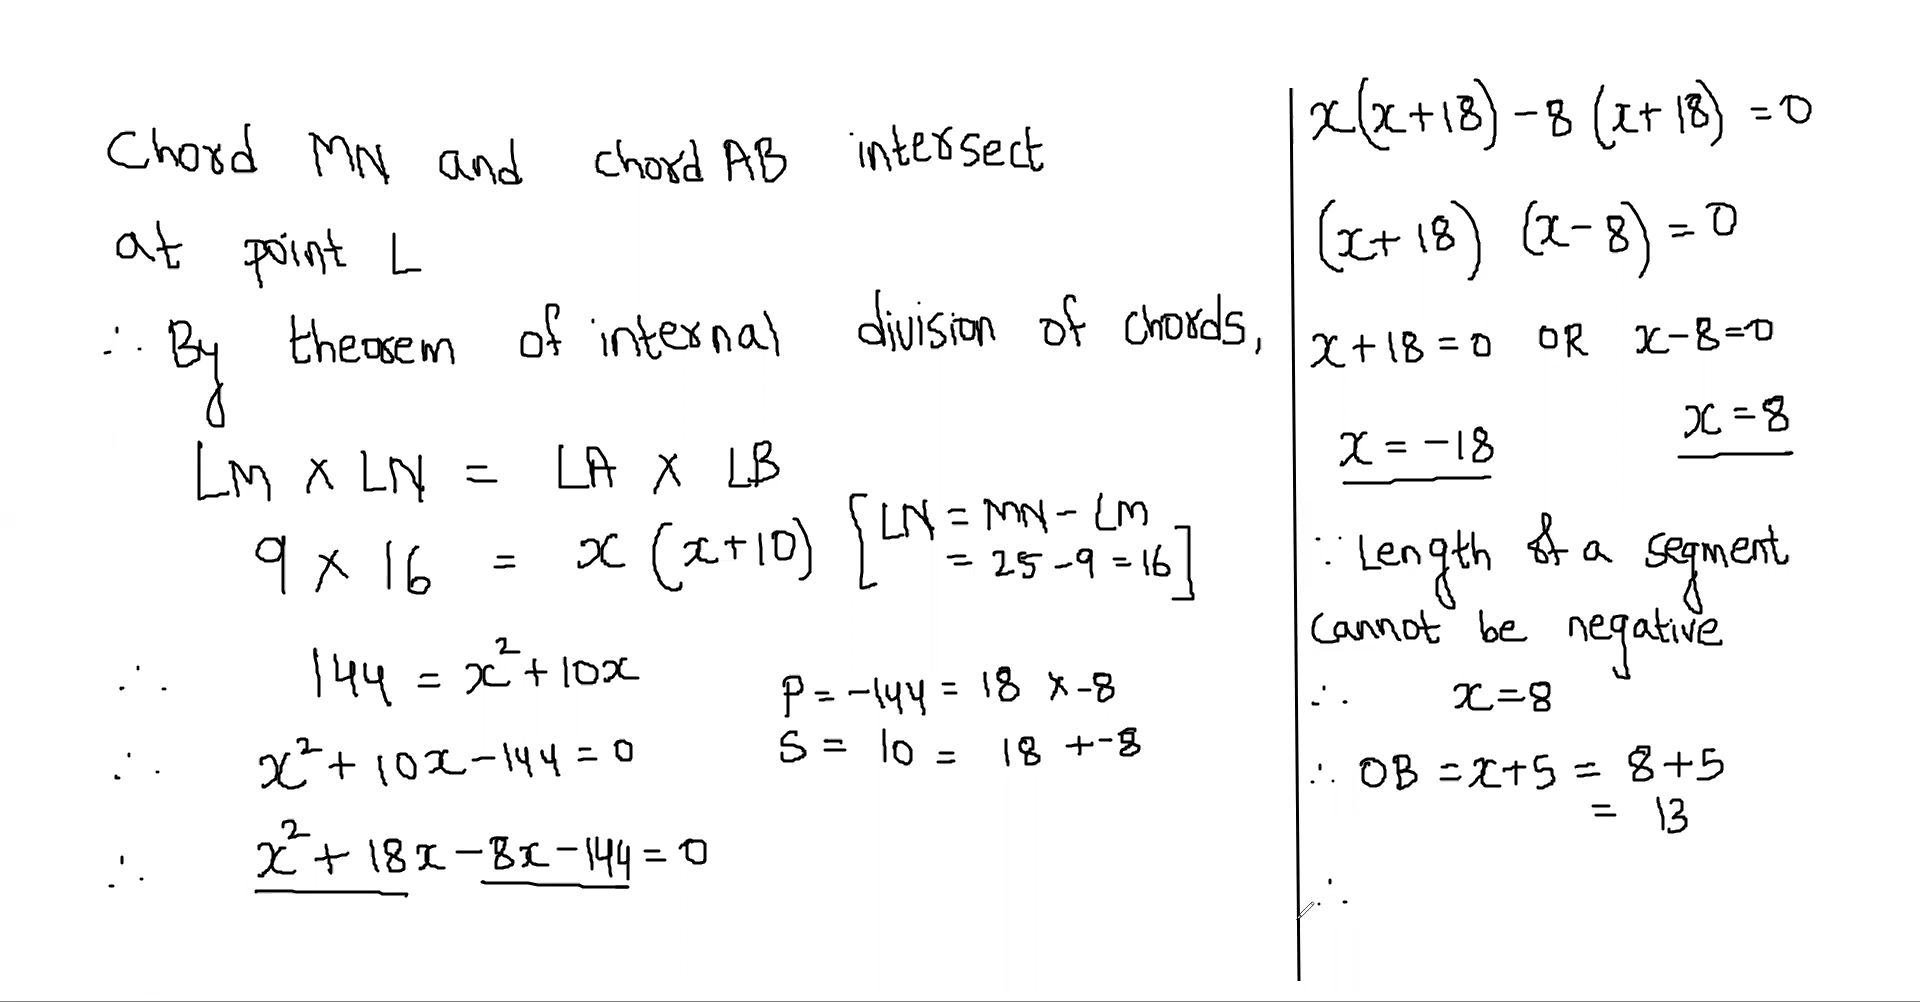 Chord MN and chord AB intersect
at point L
∴ By theorem of internal division of chords,
LM × LN = LA × LB
9 × 16 = x (x+10) [LN = MN - LM
= 25 - 9 = 16]
∴ 144 = x² + 10x
∴ x² + 10x - 144 = 0
∴ x² + 18x - 8x - 144 = 0
P = -144 = 18 × -8
S = 10 = 18 + -8
x(x+18) - 8 (x+18) = 0
(x+18) (x-8) = 0
x+18 = 0 OR x-8=0
x = -18 x = 8
∵ Length of a segment
cannot be negative
∴ x=8
∴ OB = x+5 = 8+5
= 13
∴